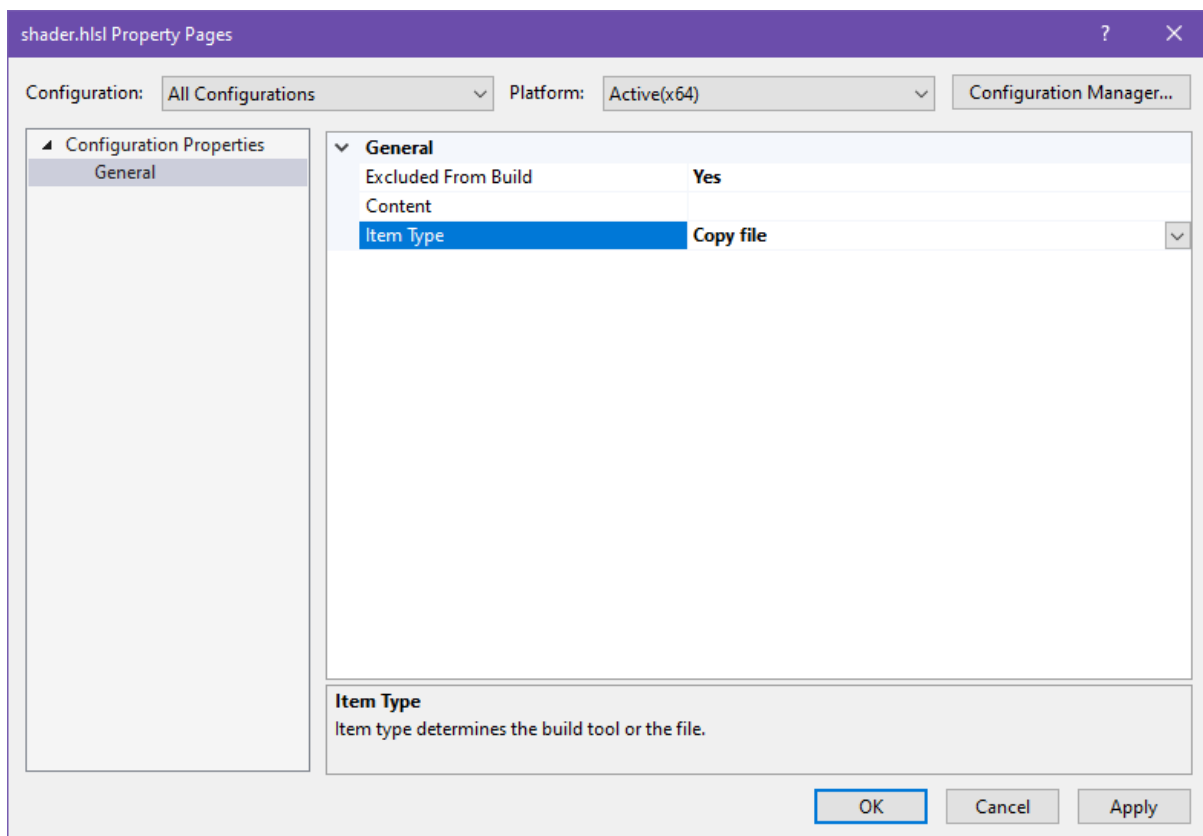 shader.hlsl Property Pages
Configuration: All Configurations Platform: Active(x64) Configuration Manager...
Configuration Properties
General
General
Excluded From Build Yes
Content
Item Type Copy file
Item Type
Item type determines the build tool or the file.
OK Cancel Apply